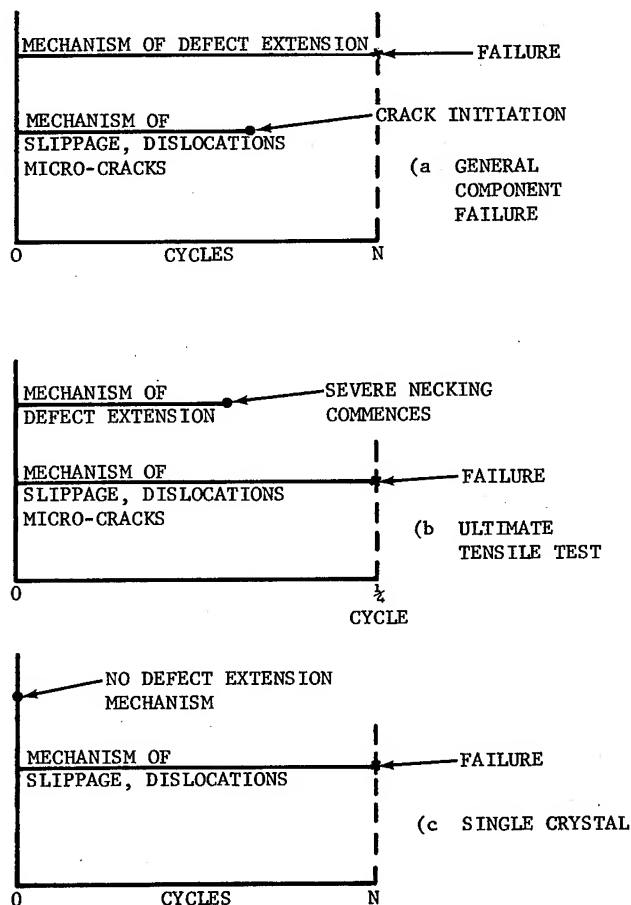 MECHANISM OF DEFECT EXTENSION
FAILURE
MECHANISM OF
SLIPPAGE, DISLOCATIONS
MICRO-CRACKS
CRACK INITIATION
(a GENERAL
COMPONENT
FAILURE
0
CYCLES
N
MECHANISM OF
DEFECT EXTENSION
SEVERE NECKING
COMMENCES
MECHANISM OF
SLIPPAGE, DISLOCATIONS
MICRO-CRACKS
FAILURE
(b ULTIMATE
TENSILE TEST
0
¼
CYCLE
NO DEFECT EXTENSION
MECHANISM
MECHANISM OF
SLIPPAGE, DISLOCATIONS
FAILURE
(c SINGLE CRYSTAL
0
CYCLES
N